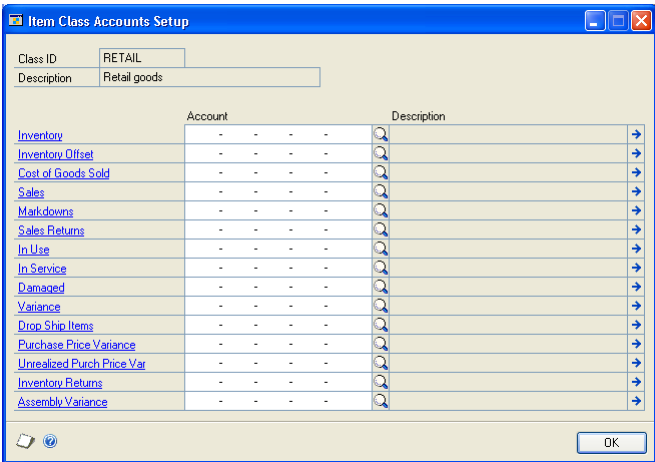 Item Class Accounts Setup
Class ID RETAIL
Description Retail goods
Account Description
Inventory - - - -
Inventory Offset - - - -
Cost of Goods Sold - - - -
Sales - - - -
Markdowns - - - -
Sales Returns - - - -
In Use - - - -
In Service - - - -
Damaged - - - -
Variance - - - -
Drop Ship Items - - - -
Purchase Price Variance - - - -
Unrealized Purch Price Var - - - -
Inventory Returns - - - -
Assembly Variance - - - -
OK